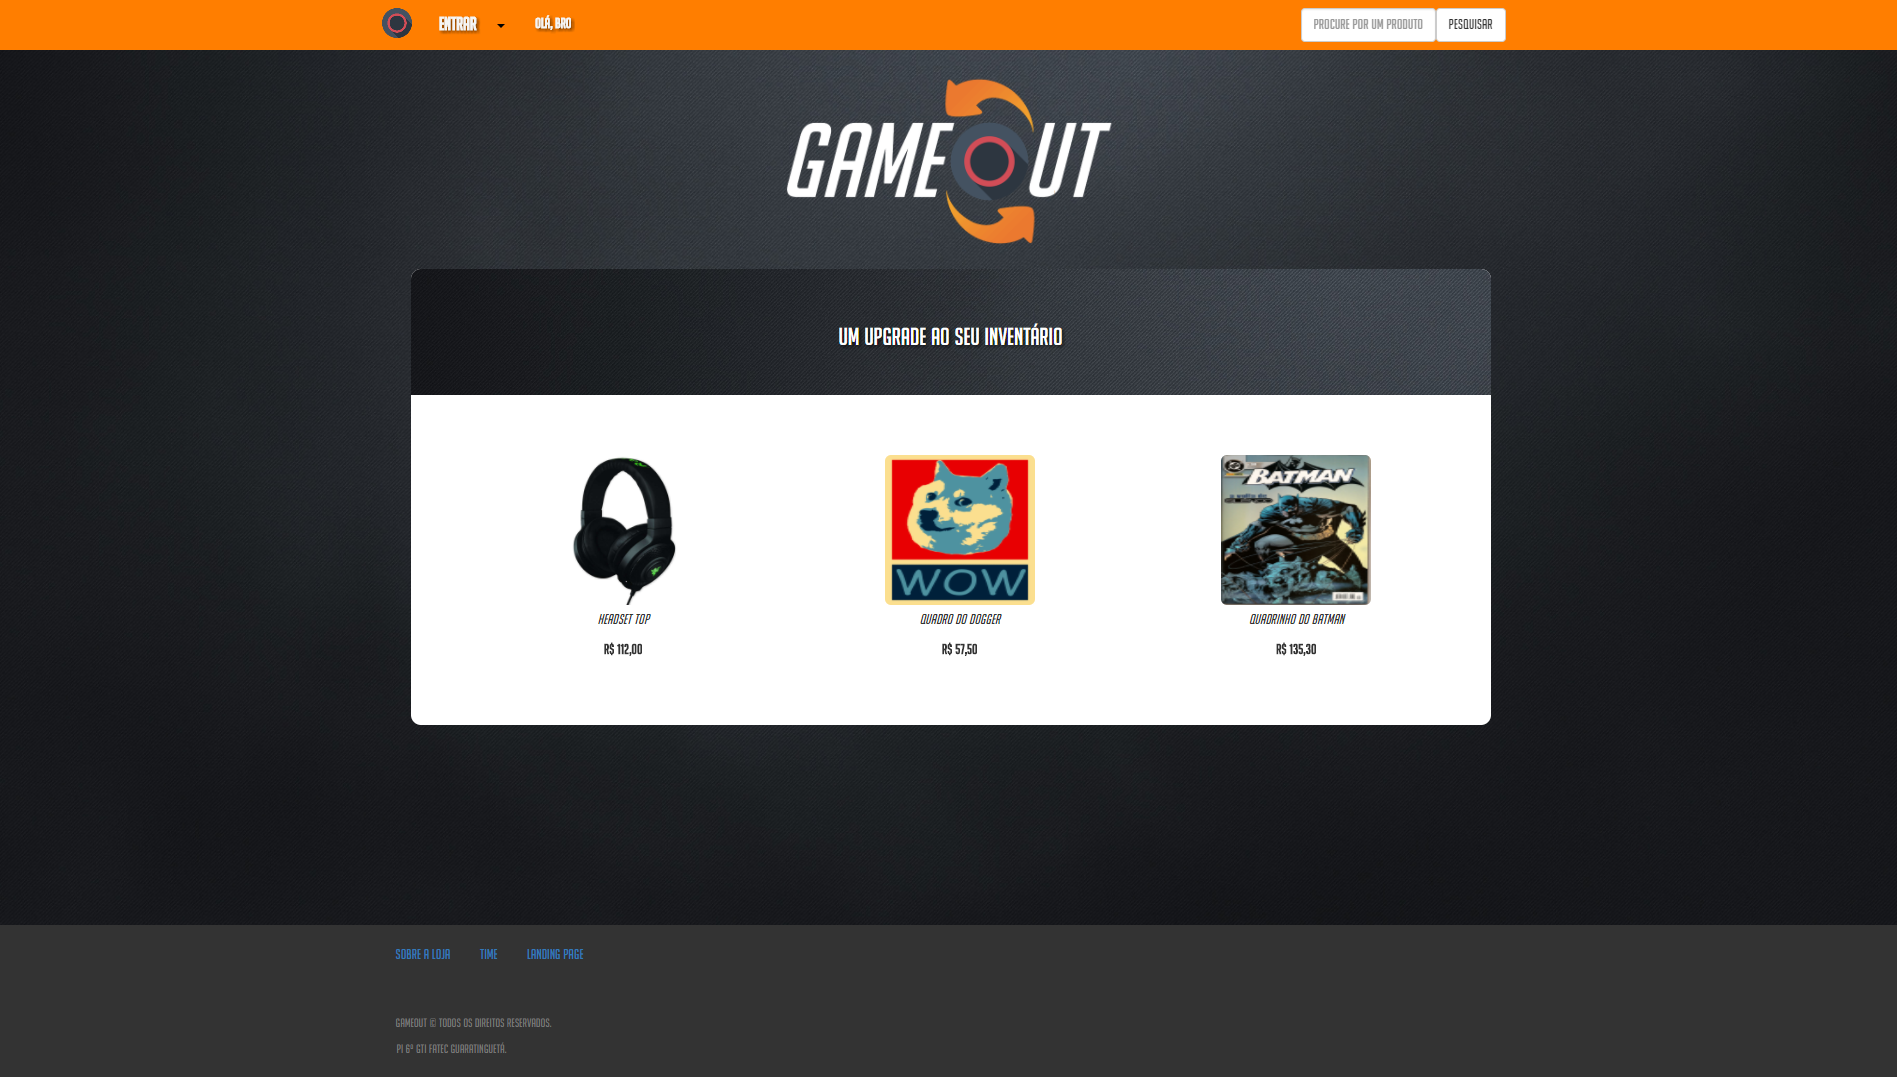 ENTRAR
OLÁ, BRO
PROCURE POR UM PRODUTO
PESQUISAR
GAMEOUT
UM UPGRADE AO SEU INVENTÁRIO
WOW
BATMAN
HEADSET TOP
QUADRO DO DOGGER
QUADRINHO DO BATMAN
R$ 112,00
R$ 57,50
R$ 135,30
SOBRE A LOJA
TIME
LANDING PAGE
GAMEOUT © TODOS OS DIREITOS RESERVADOS.
PI 6º GTI FATEC GUARATINGUETÁ.